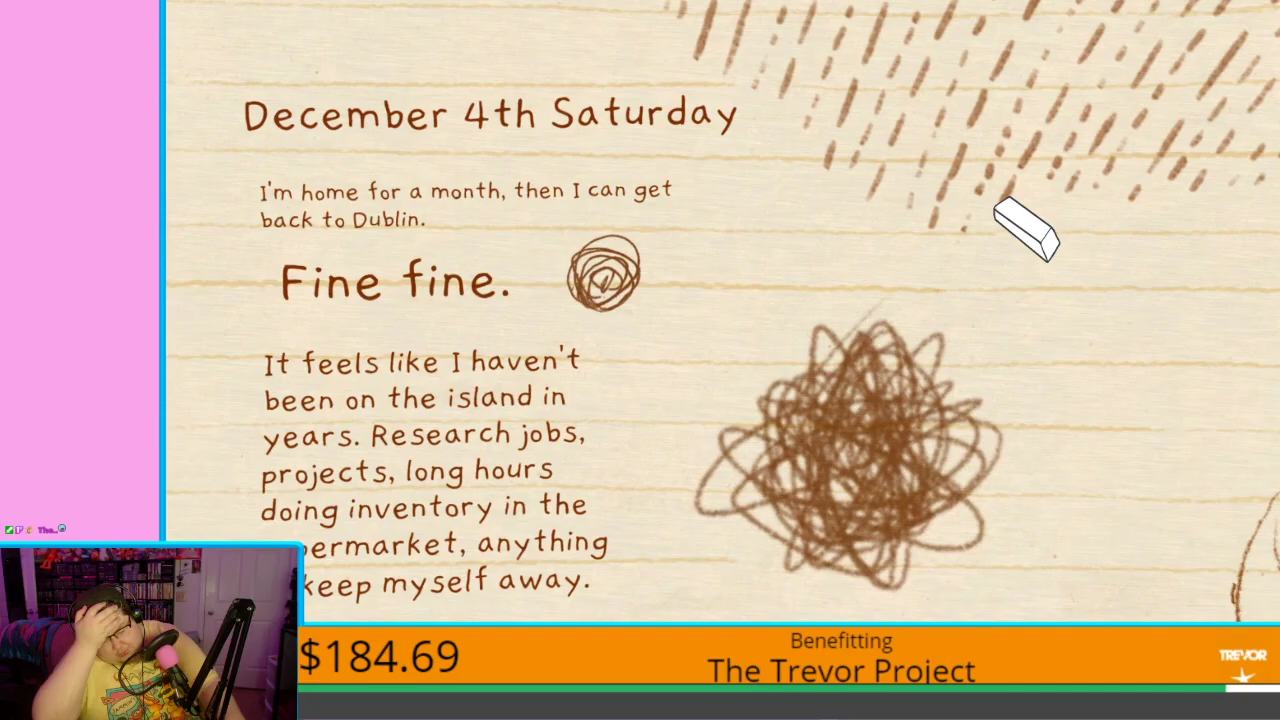 December 4th Saturday
I'm home for a month, then I can get
back to Dublin.
Fine fine.
It feels like I haven't
been on the island in
years. Research jobs,
projects, long hours
doing inventory in the
permarket, anything
keep myself away.
$184.69
Benefitting
The Trevor Project
TREVOR